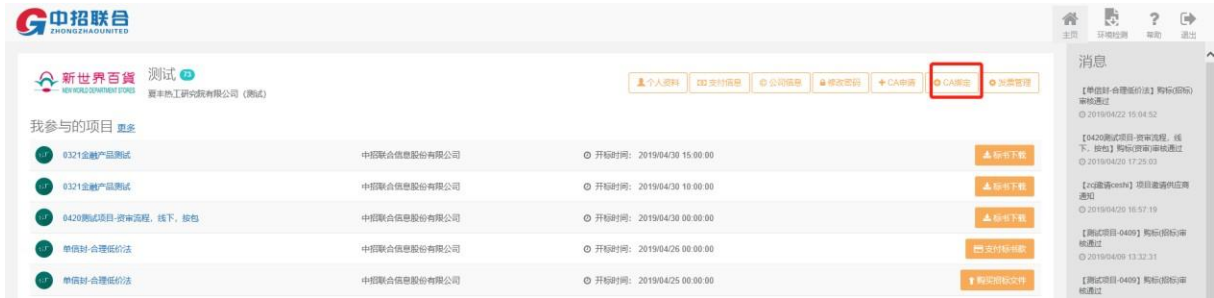 中招联合
ZHONGZHAOUNITED
主页 环境检测 帮助 退出
新世界百貨
NEW WORLD DEPARTMENT STORES
测试 73
夏丰热工研究院有限公司（测试）
个人资料 支付信息 公司信息 修改密码 CA申请 CA绑定 发票管理
我参与的项目 更多
0321金融产品测试 中招联合信息股份有限公司 开标时间： 2019/04/30 15:00:00 标书下载
0321金融产品测试 中招联合信息股份有限公司 开标时间： 2019/04/30 10:00:00 标书下载
0420测试项目-资审流程，线下，按包 中招联合信息股份有限公司 开标时间： 2019/04/30 00:00:00 标书下载
单信封-合理低价法 中招联合信息股份有限公司 开标时间： 2019/04/26 00:00:00 支付标书款
单信封-合理低价法 中招联合信息股份有限公司 开标时间： 2019/04/25 00:00:00 购买招标文件
消息
【单信封-合理低价法】购标(招标)
审核通过
2019/04/22 15:04:52
【0420测试项目-资审流程，线
下，按包】购标(资审)审核通过
2019/04/20 17:25:03
【zq邀请ceshi】项目邀请供应商
通知
2019/04/20 16:57:19
【测试项目-0409】购标(招标)审
核通过
2019/04/09 13:32:31
【测试项目-0409】购标(招标)审
核通过